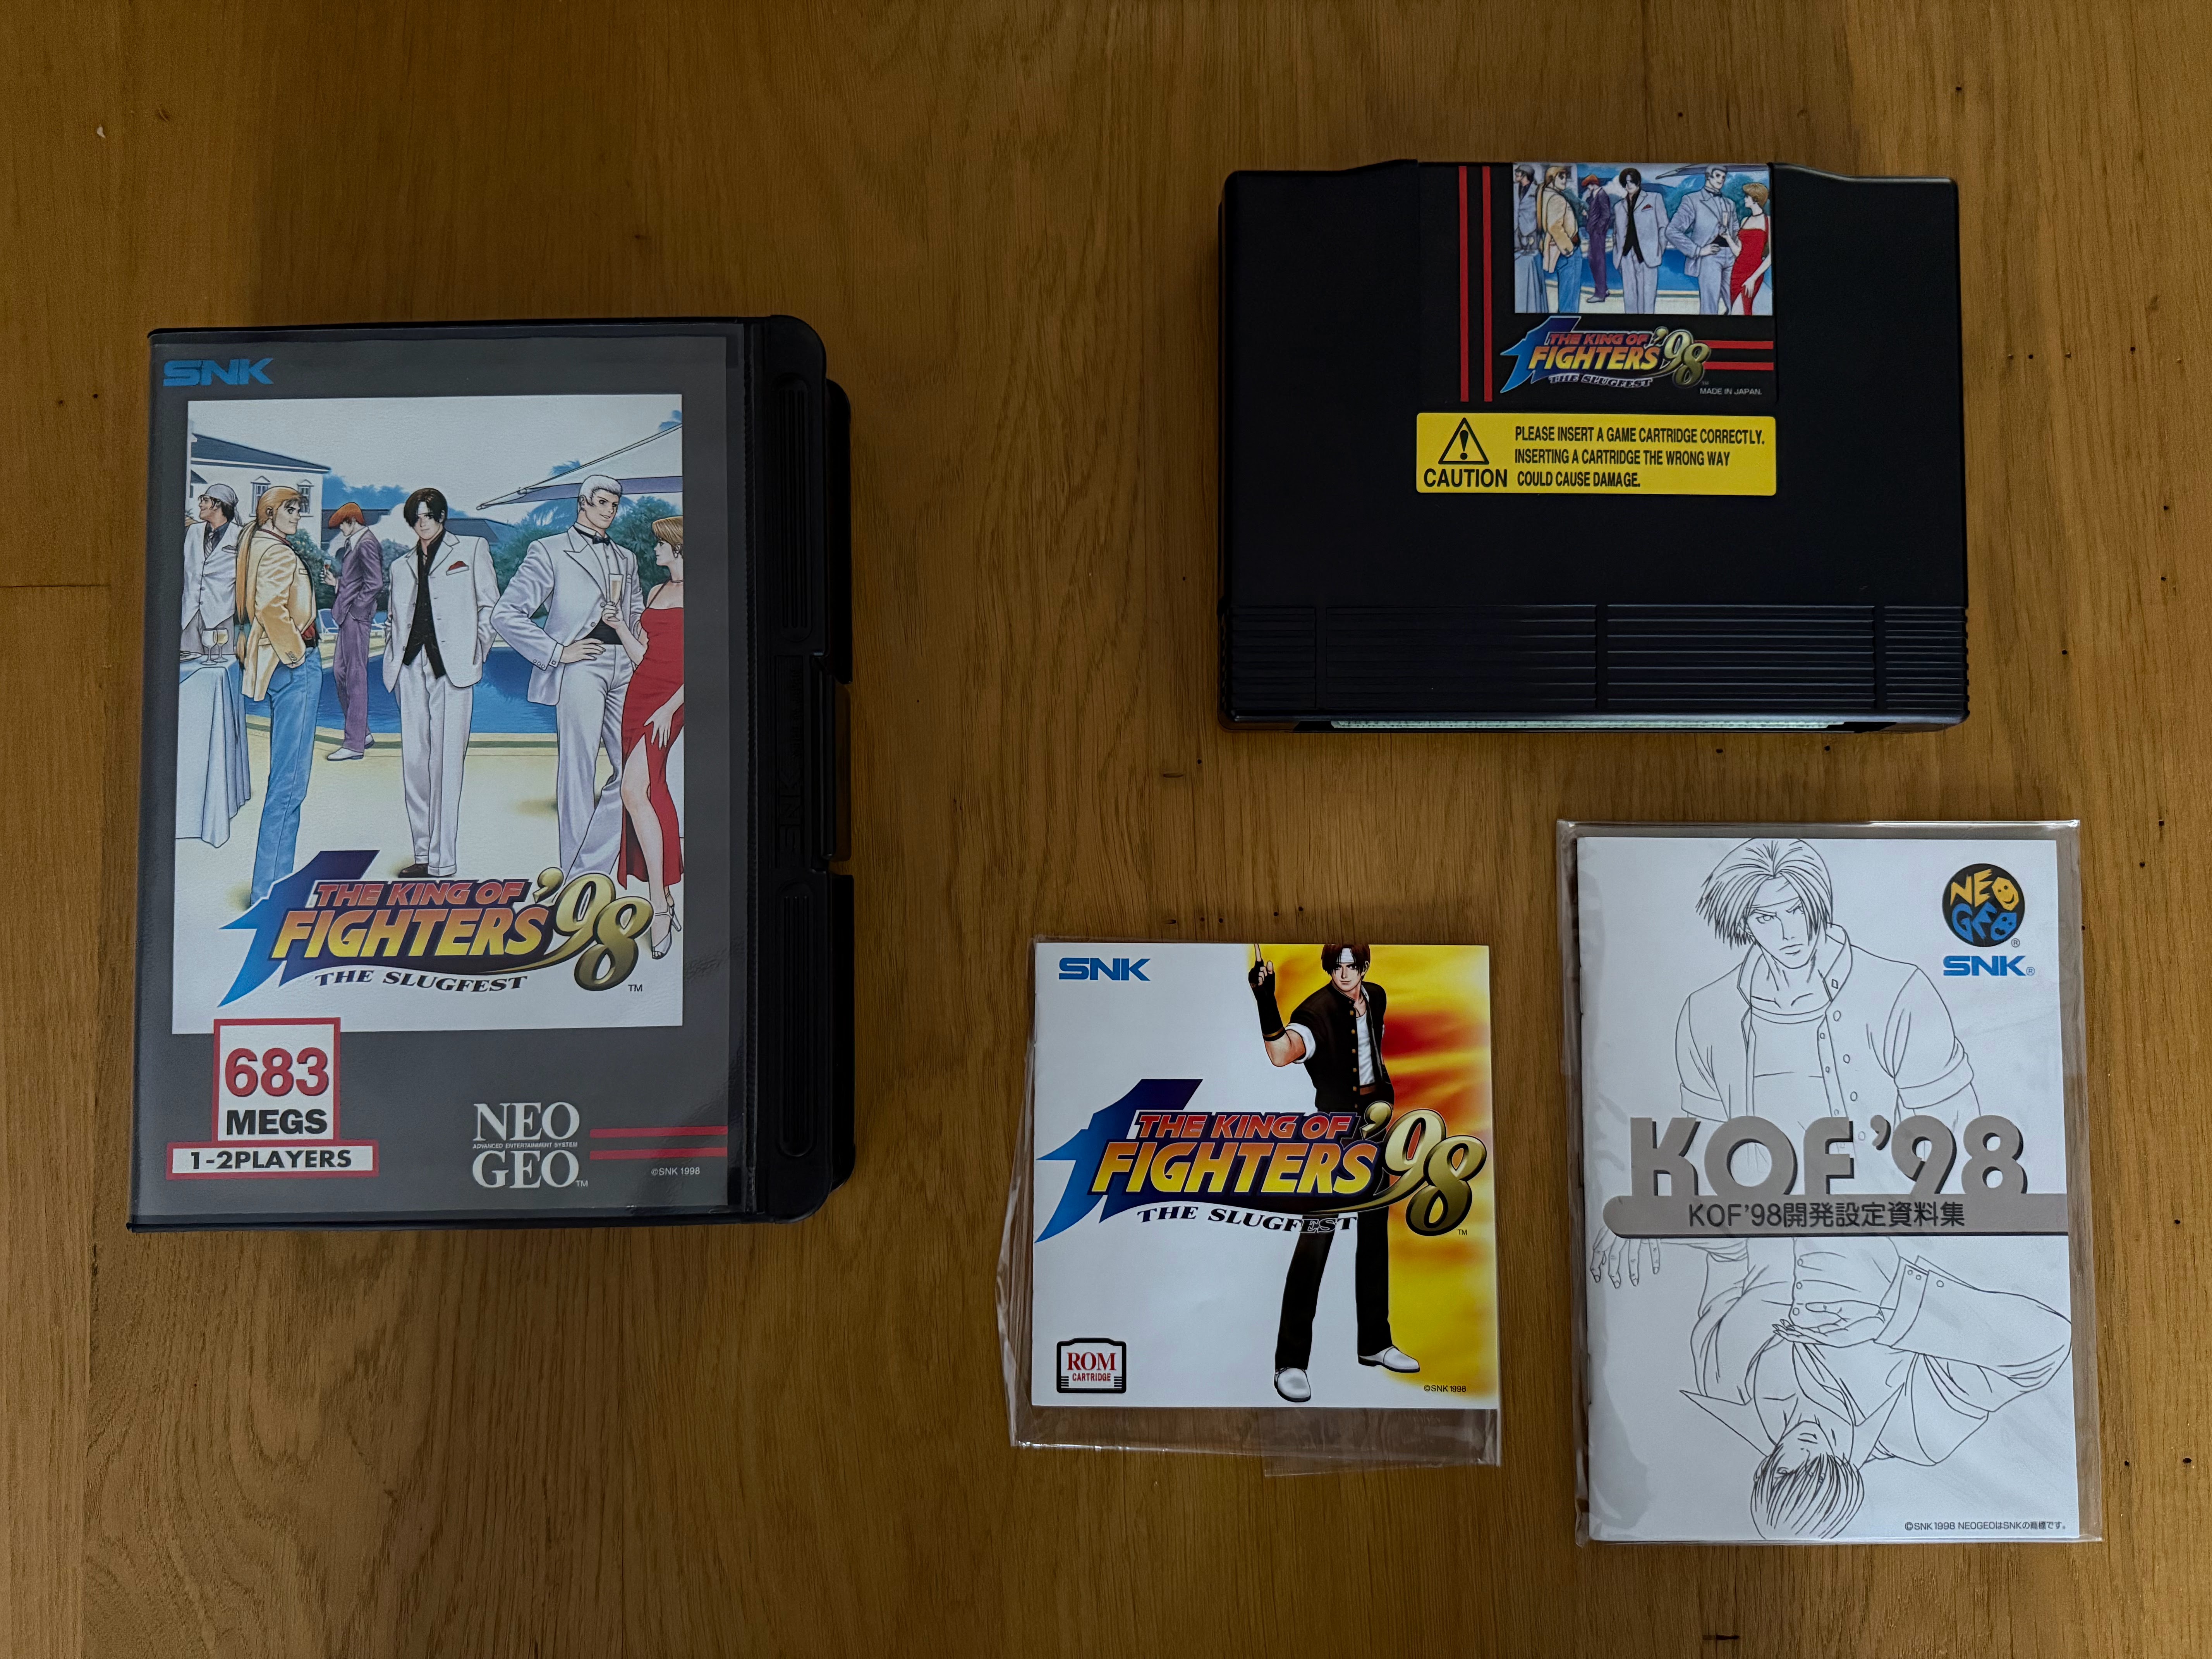 SNK
THE KING OF
FIGHTERS '98
THE SLUGFEST
TM
683
MEGS
1-2PLAYERS
NEO
ADVANCED ENTERTAINMENT SYSTEM
GEO
TM
©SNK 1998
SNK
THE KING OF
FIGHTERS '98
THE SLUGFEST
MADE IN JAPAN.
CAUTION
PLEASE INSERT A GAME CARTRIDGE CORRECTLY.
INSERTING A CARTRIDGE THE WRONG WAY
COULD CAUSE DAMAGE.
SNK
THE KING OF
FIGHTERS '98
THE SLUGFEST
TM
ROM
CARTRIDGE
©SNK 1998
NEO
GEO
®
SNK®
KOF'98
KOF'98開発設定資料集
©SNK 1998 NEOGEOはSNKの商標です。